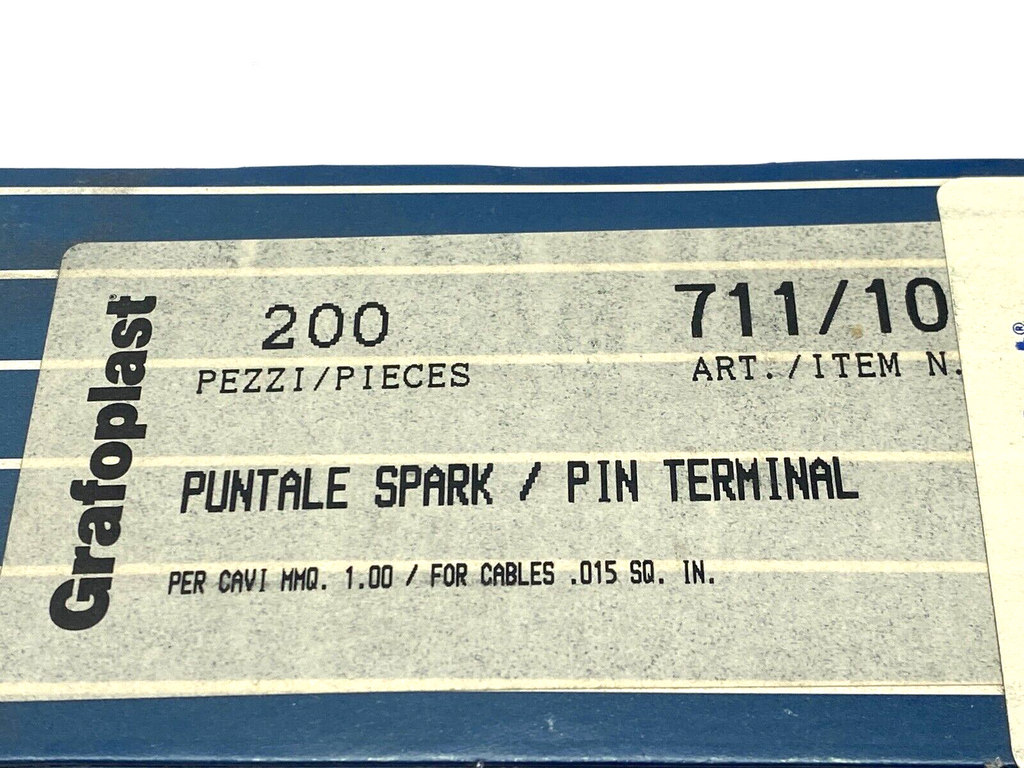 Grafoplast
200
PEZZI/PIECES
711/10
ART./ITEM N.
PUNTALE SPARK / PIN TERMINAL
PER CAVI MMQ. 1.00 / FOR CABLES .015 SQ. IN.